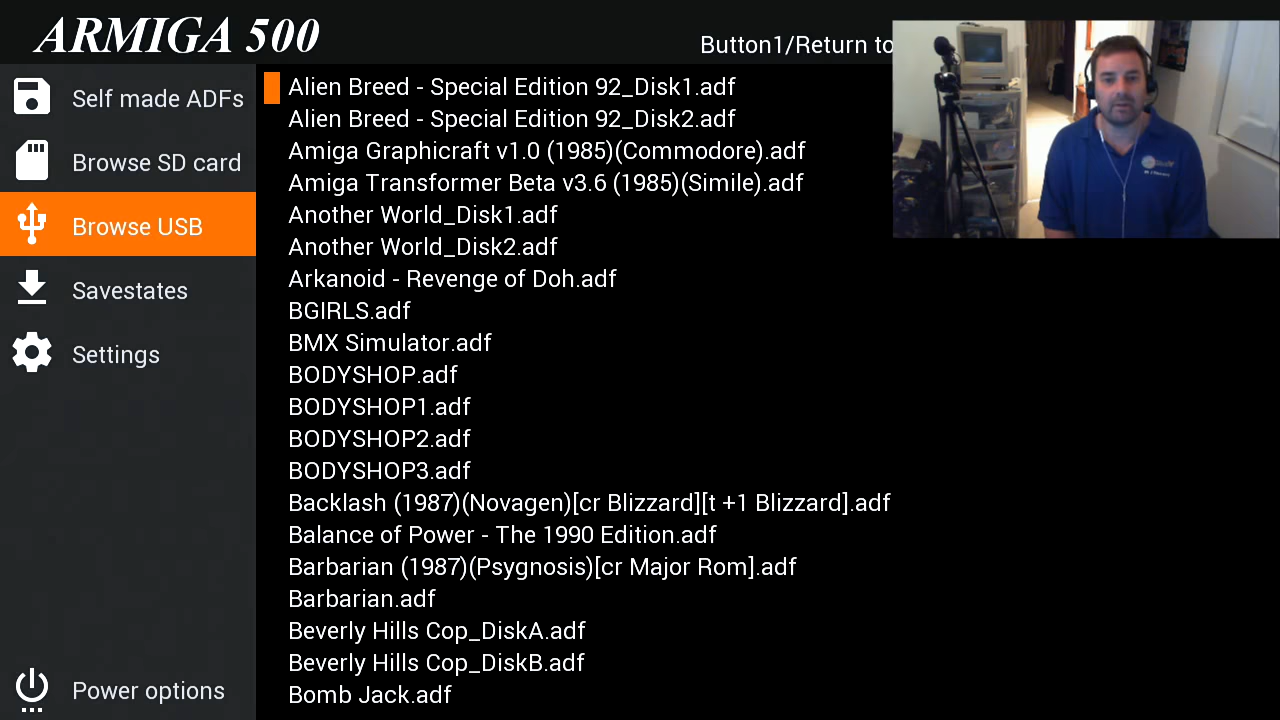 ARMIGA 500
Button1/Return to
Self made ADFs
Browse SD card
Browse USB
Savestates
Settings
Power options
Alien Breed - Special Edition 92_Disk1.adf
Alien Breed - Special Edition 92_Disk2.adf
Amiga Graphicraft v1.0 (1985)(Commodore).adf
Amiga Transformer Beta v3.6 (1985)(Simile).adf
Another World_Disk1.adf
Another World_Disk2.adf
Arkanoid - Revenge of Doh.adf
BGIRLS.adf
BMX Simulator.adf
BODYSHOP.adf
BODYSHOP1.adf
BODYSHOP2.adf
BODYSHOP3.adf
Backlash (1987)(Novagen)[cr Blizzard][t +1 Blizzard].adf
Balance of Power - The 1990 Edition.adf
Barbarian (1987)(Psygnosis)[cr Major Rom].adf
Barbarian.adf
Beverly Hills Cop_DiskA.adf
Beverly Hills Cop_DiskB.adf
Bomb Jack.adf